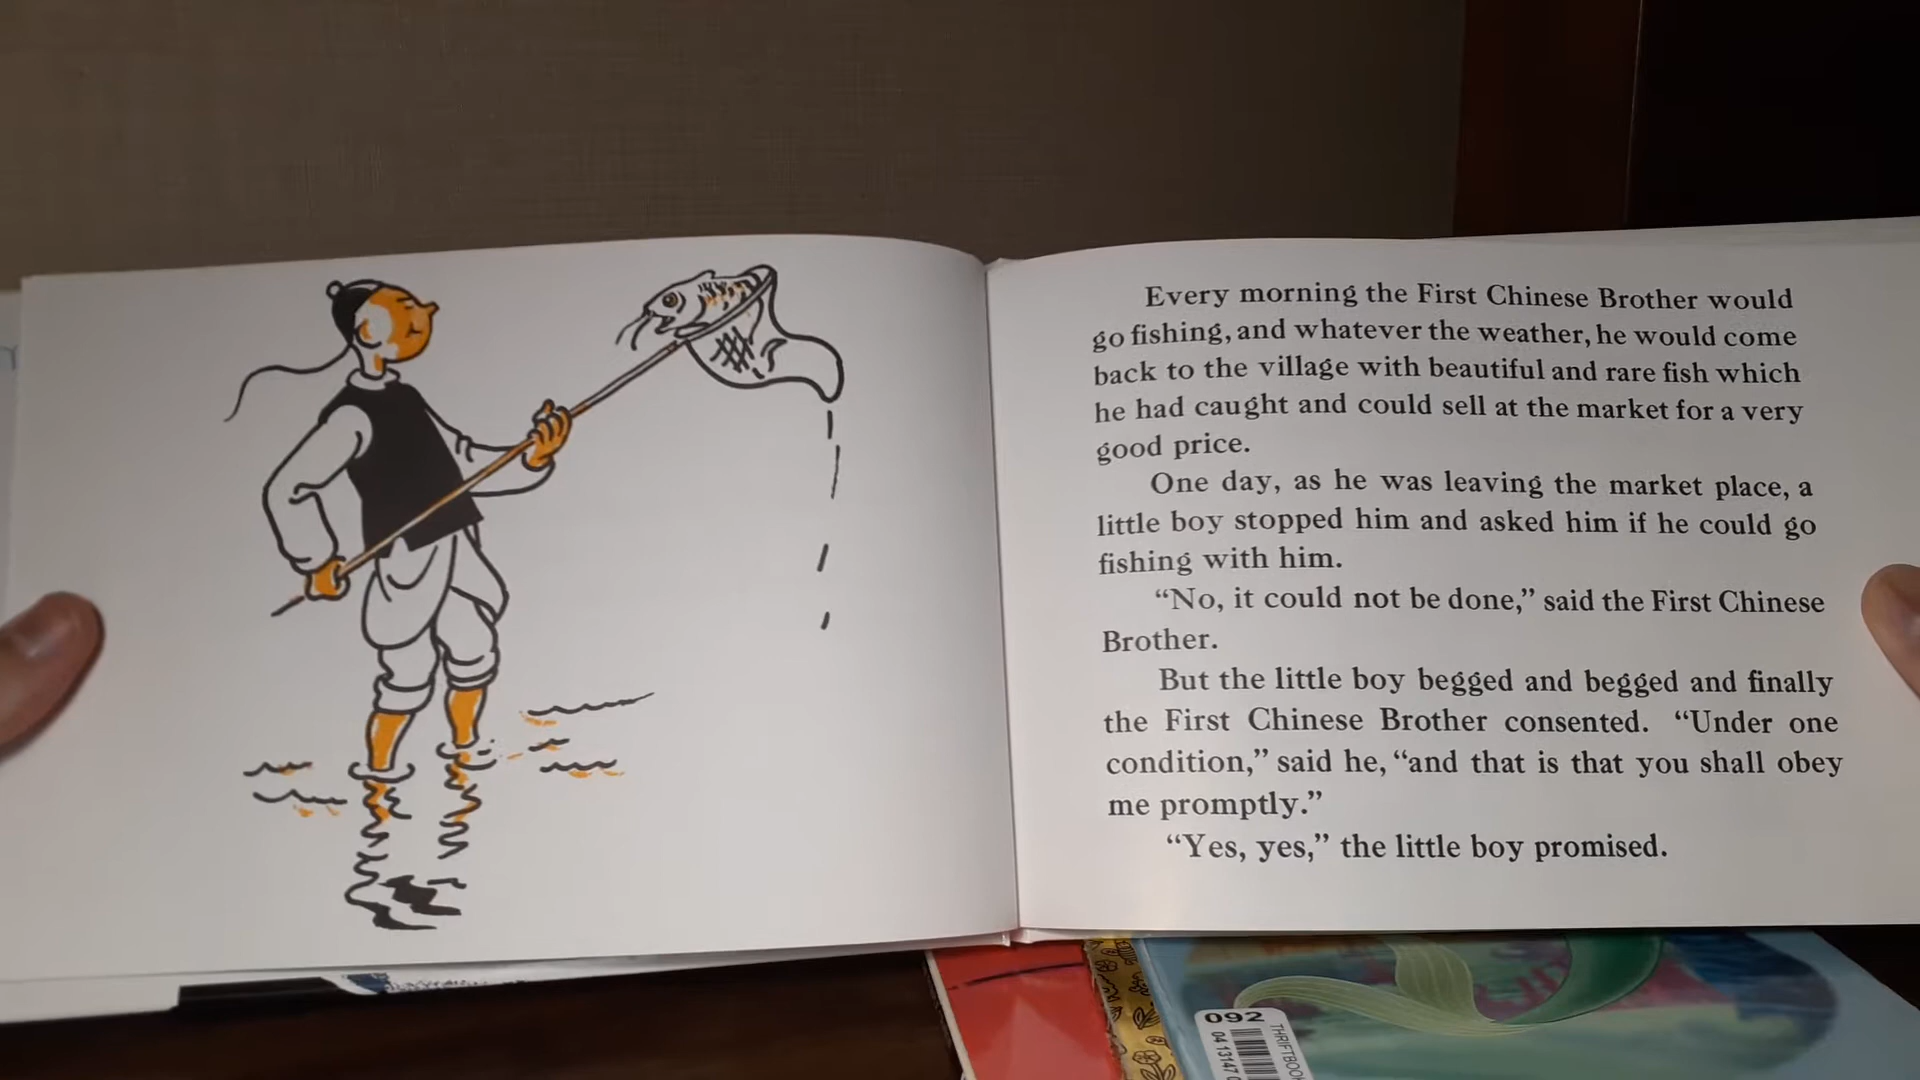 Every morning the First Chinese Brother would
go fishing, and whatever the weather, he would come
back to the village with beautiful and rare fish which
he had caught and could sell at the market for a very
good price.
One day, as he was leaving the market place, a
little boy stopped him and asked him if he could go
fishing with him.
“No, it could not be done,” said the First Chinese
Brother.
But the little boy begged and begged and finally
the First Chinese Brother consented. “Under one
condition,” said he, “and that is that you shall obey
me promptly.”
“Yes, yes,” the little boy promised.
092